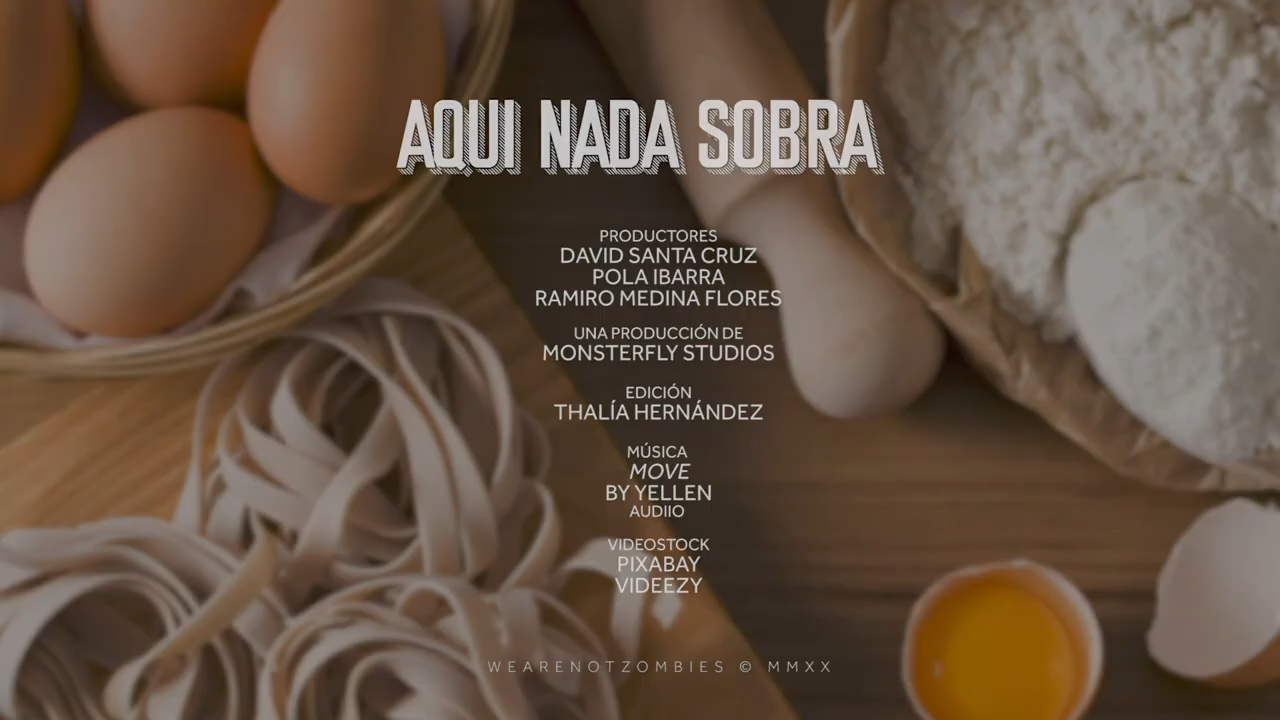 AQUI NADA SOBRA
PRODUCTORES
DAVID SANTA CRUZ
POLA IBARRA
RAMIRO MEDINA FLORES
UNA PRODUCCIÓN DE
MONSTERFLY STUDIOS
EDICIÓN
THALÍA HERNÁNDEZ
MÚSICA
MOVE
BY YELLEN
AUDIIO
VIDEOSTOCK
PIXABAY
VIDEEZY
WEARENOTZOMBIES © MMXX